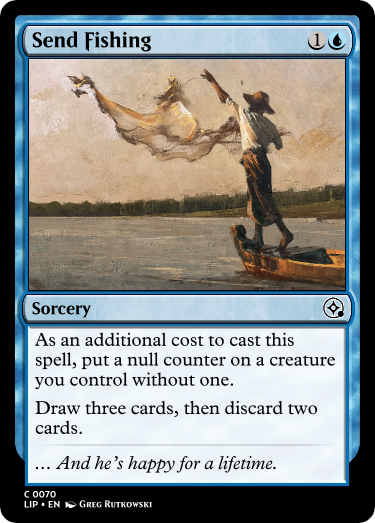 Send Fishing
1
Sorcery
As an additional cost to cast this
spell, put a null counter on a creature
you control without one.
Draw three cards, then discard two
cards.
… And he's happy for a lifetime.
C 0070
LIP • EN Greg Rutkowski